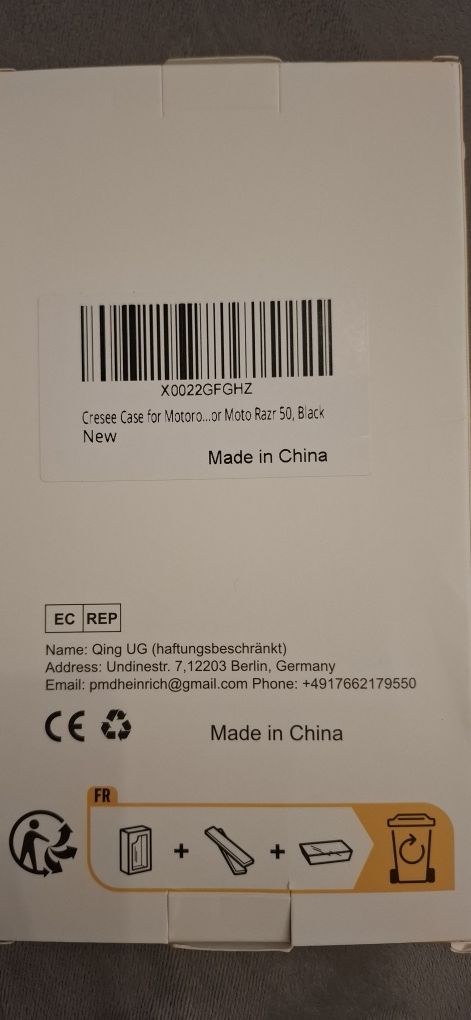 X0022GFGHZ
Cresee Case for Motoro...or Moto Razr 50, Black
New
Made in China
EC REP
Name: Qing UG (haftungsbeschränkt)
Address: Undinestr. 7,12203 Berlin, Germany
Email: pmdheinrich@gmail.com Phone: +4917662179550
CE
Made in China
FR
+ +